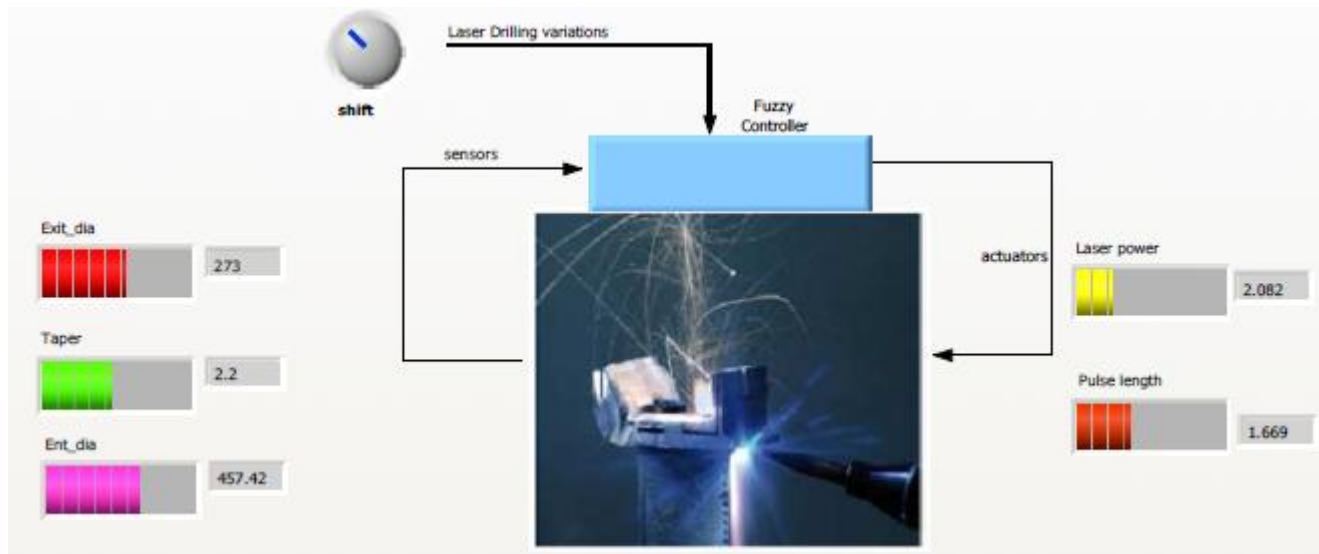 Laser Drilling variations
shift
Fuzzy
Controller
sensors
Exit_dia
273
Taper
2.2
Ent_dia
457.42
actuators
Laser power
2.082
Pulse length
1.669